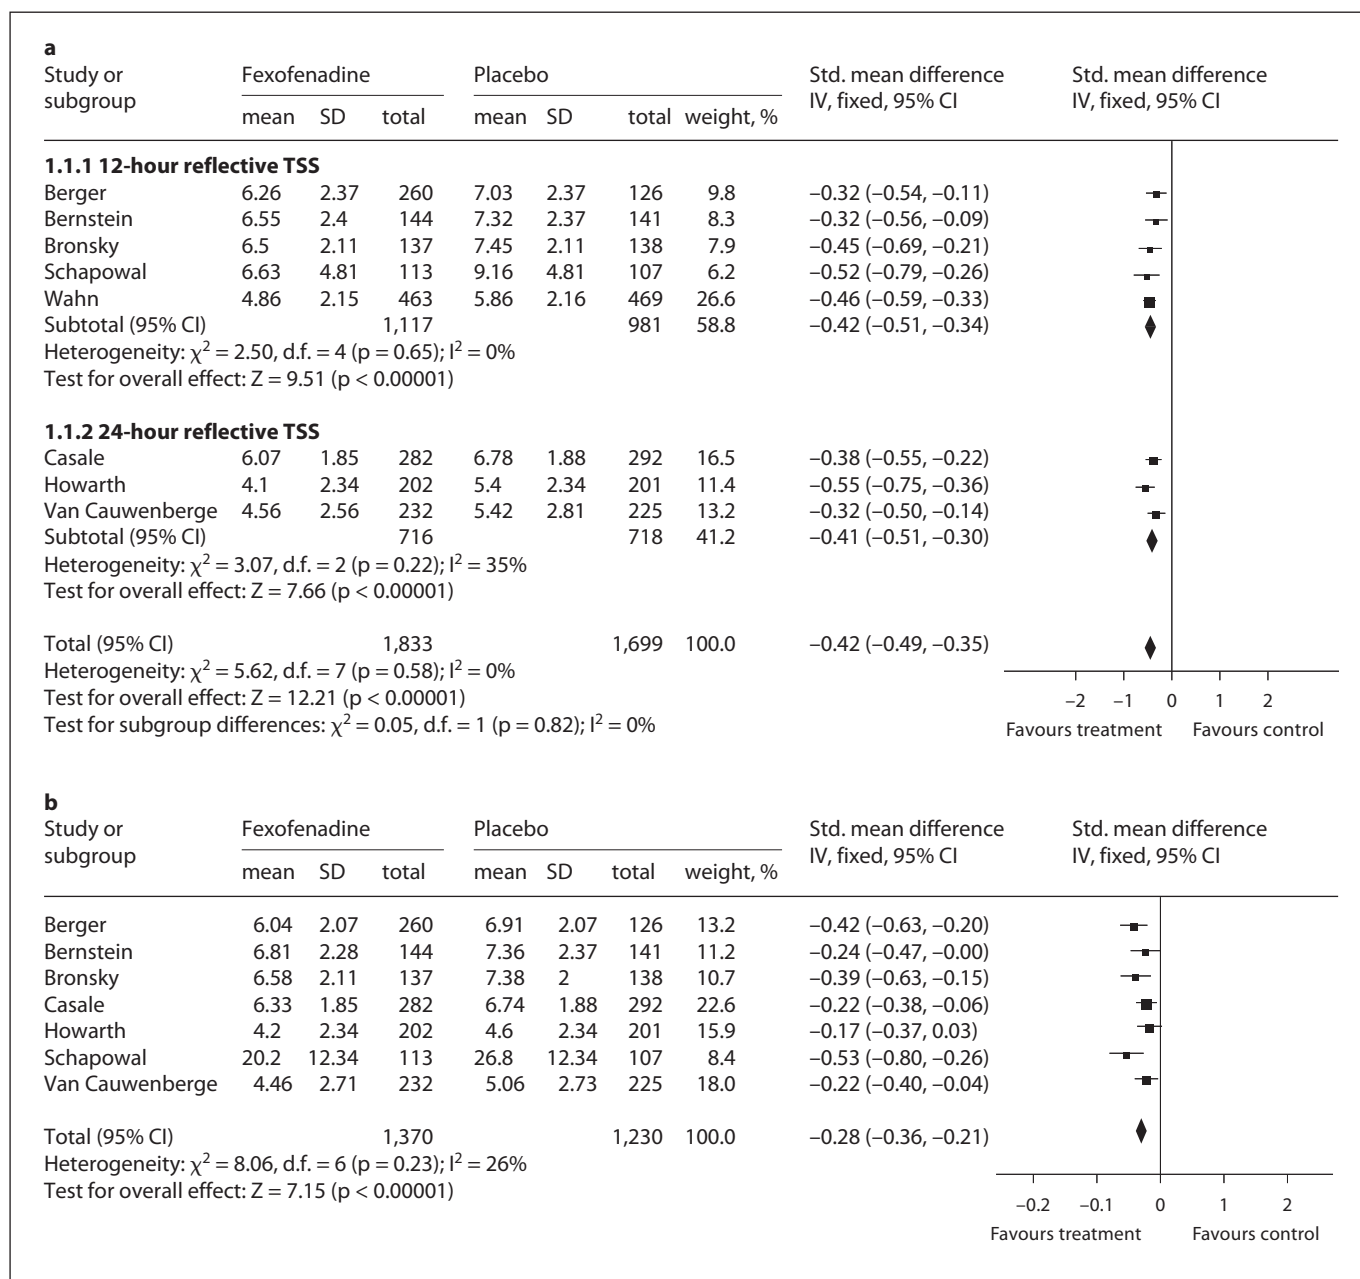 a
Study or subgroup Fexofenadine Placebo Std. mean difference IV, fixed, 95% CI Std. mean difference IV, fixed, 95% CI
mean SD total mean SD total weight, %
1.1.1 12-hour reflective TSS
Berger 6.26 2.37 260 7.03 2.37 126 9.8 –0.32 (–0.54, –0.11)
Bernstein 6.55 2.4 144 7.32 2.37 141 8.3 –0.32 (–0.56, –0.09)
Bronsky 6.5 2.11 137 7.45 2.11 138 7.9 –0.45 (–0.69, –0.21)
Schapowal 6.63 4.81 113 9.16 4.81 107 6.2 –0.52 (–0.79, –0.26)
Wahn 4.86 2.15 463 5.86 2.16 469 26.6 –0.46 (–0.59, –0.33)
Subtotal (95% CI) 1,117 981 58.8 –0.42 (–0.51, –0.34)
Heterogeneity: χ² = 2.50, d.f. = 4 (p = 0.65); I² = 0%
Test for overall effect: Z = 9.51 (p < 0.00001)
1.1.2 24-hour reflective TSS
Casale 6.07 1.85 282 6.78 1.88 292 16.5 –0.38 (–0.55, –0.22)
Howarth 4.1 2.34 202 5.4 2.34 201 11.4 –0.55 (–0.75, –0.36)
Van Cauwenberge 4.56 2.56 232 5.42 2.81 225 13.2 –0.32 (–0.50, –0.14)
Subtotal (95% CI) 716 718 41.2 –0.41 (–0.51, –0.30)
Heterogeneity: χ² = 3.07, d.f. = 2 (p = 0.22); I² = 35%
Test for overall effect: Z = 7.66 (p < 0.00001)
Total (95% CI) 1,833 1,699 100.0 –0.42 (–0.49, –0.35)
Heterogeneity: χ² = 5.62, d.f. = 7 (p = 0.58); I² = 0%
Test for overall effect: Z = 12.21 (p < 0.00001)
Test for subgroup differences: χ² = 0.05, d.f. = 1 (p = 0.82); I² = 0%
–2 –1 0 1 2
Favours treatment Favours control
b
Study or subgroup Fexofenadine Placebo Std. mean difference IV, fixed, 95% CI Std. mean difference IV, fixed, 95% CI
mean SD total mean SD total weight, %
Berger 6.04 2.07 260 6.91 2.07 126 13.2 –0.42 (–0.63, –0.20)
Bernstein 6.81 2.28 144 7.36 2.37 141 11.2 –0.24 (–0.47, –0.00)
Bronsky 6.58 2.11 137 7.38 2 138 10.7 –0.39 (–0.63, –0.15)
Casale 6.33 1.85 282 6.74 1.88 292 22.6 –0.22 (–0.38, –0.06)
Howarth 4.2 2.34 202 4.6 2.34 201 15.9 –0.17 (–0.37, 0.03)
Schapowal 20.2 12.34 113 26.8 12.34 107 8.4 –0.53 (–0.80, –0.26)
Van Cauwenberge 4.46 2.71 232 5.06 2.73 225 18.0 –0.22 (–0.40, –0.04)
Total (95% CI) 1,370 1,230 100.0 –0.28 (–0.36, –0.21)
Heterogeneity: χ² = 8.06, d.f. = 6 (p = 0.23); I² = 26%
Test for overall effect: Z = 7.15 (p < 0.00001)
–0.2 –0.1 0 1 2
Favours treatment Favours control